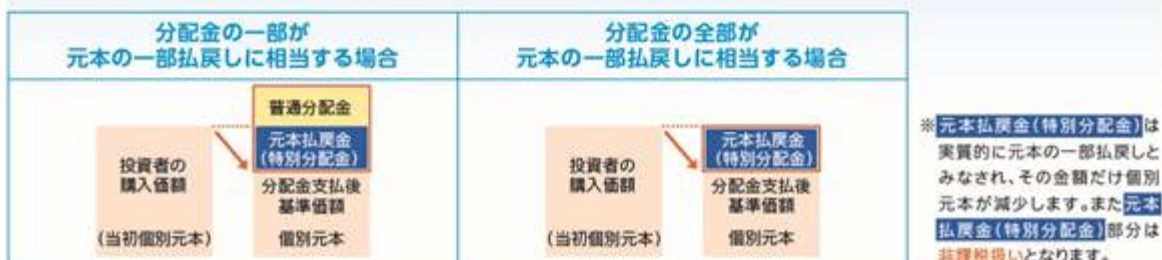 分配金の一部が
元本の一部払戻しに相当する場合
普通分配金
元本払戻金
(特別分配金)
投資者の
購入価額
分配金支払後
基準価額
(当初個別元本)
個別元本
分配金の全部が
元本の一部払戻しに相当する場合
元本払戻金
(特別分配金)
投資者の
購入価額
分配金支払後
基準価額
(当初個別元本)
個別元本
※元本払戻金(特別分配金)は
実質的に元本の一部払戻しと
みなされ、その金額だけ個別
元本が減少します。また元本
払戻金(特別分配金)部分は
非課税扱いとなります。